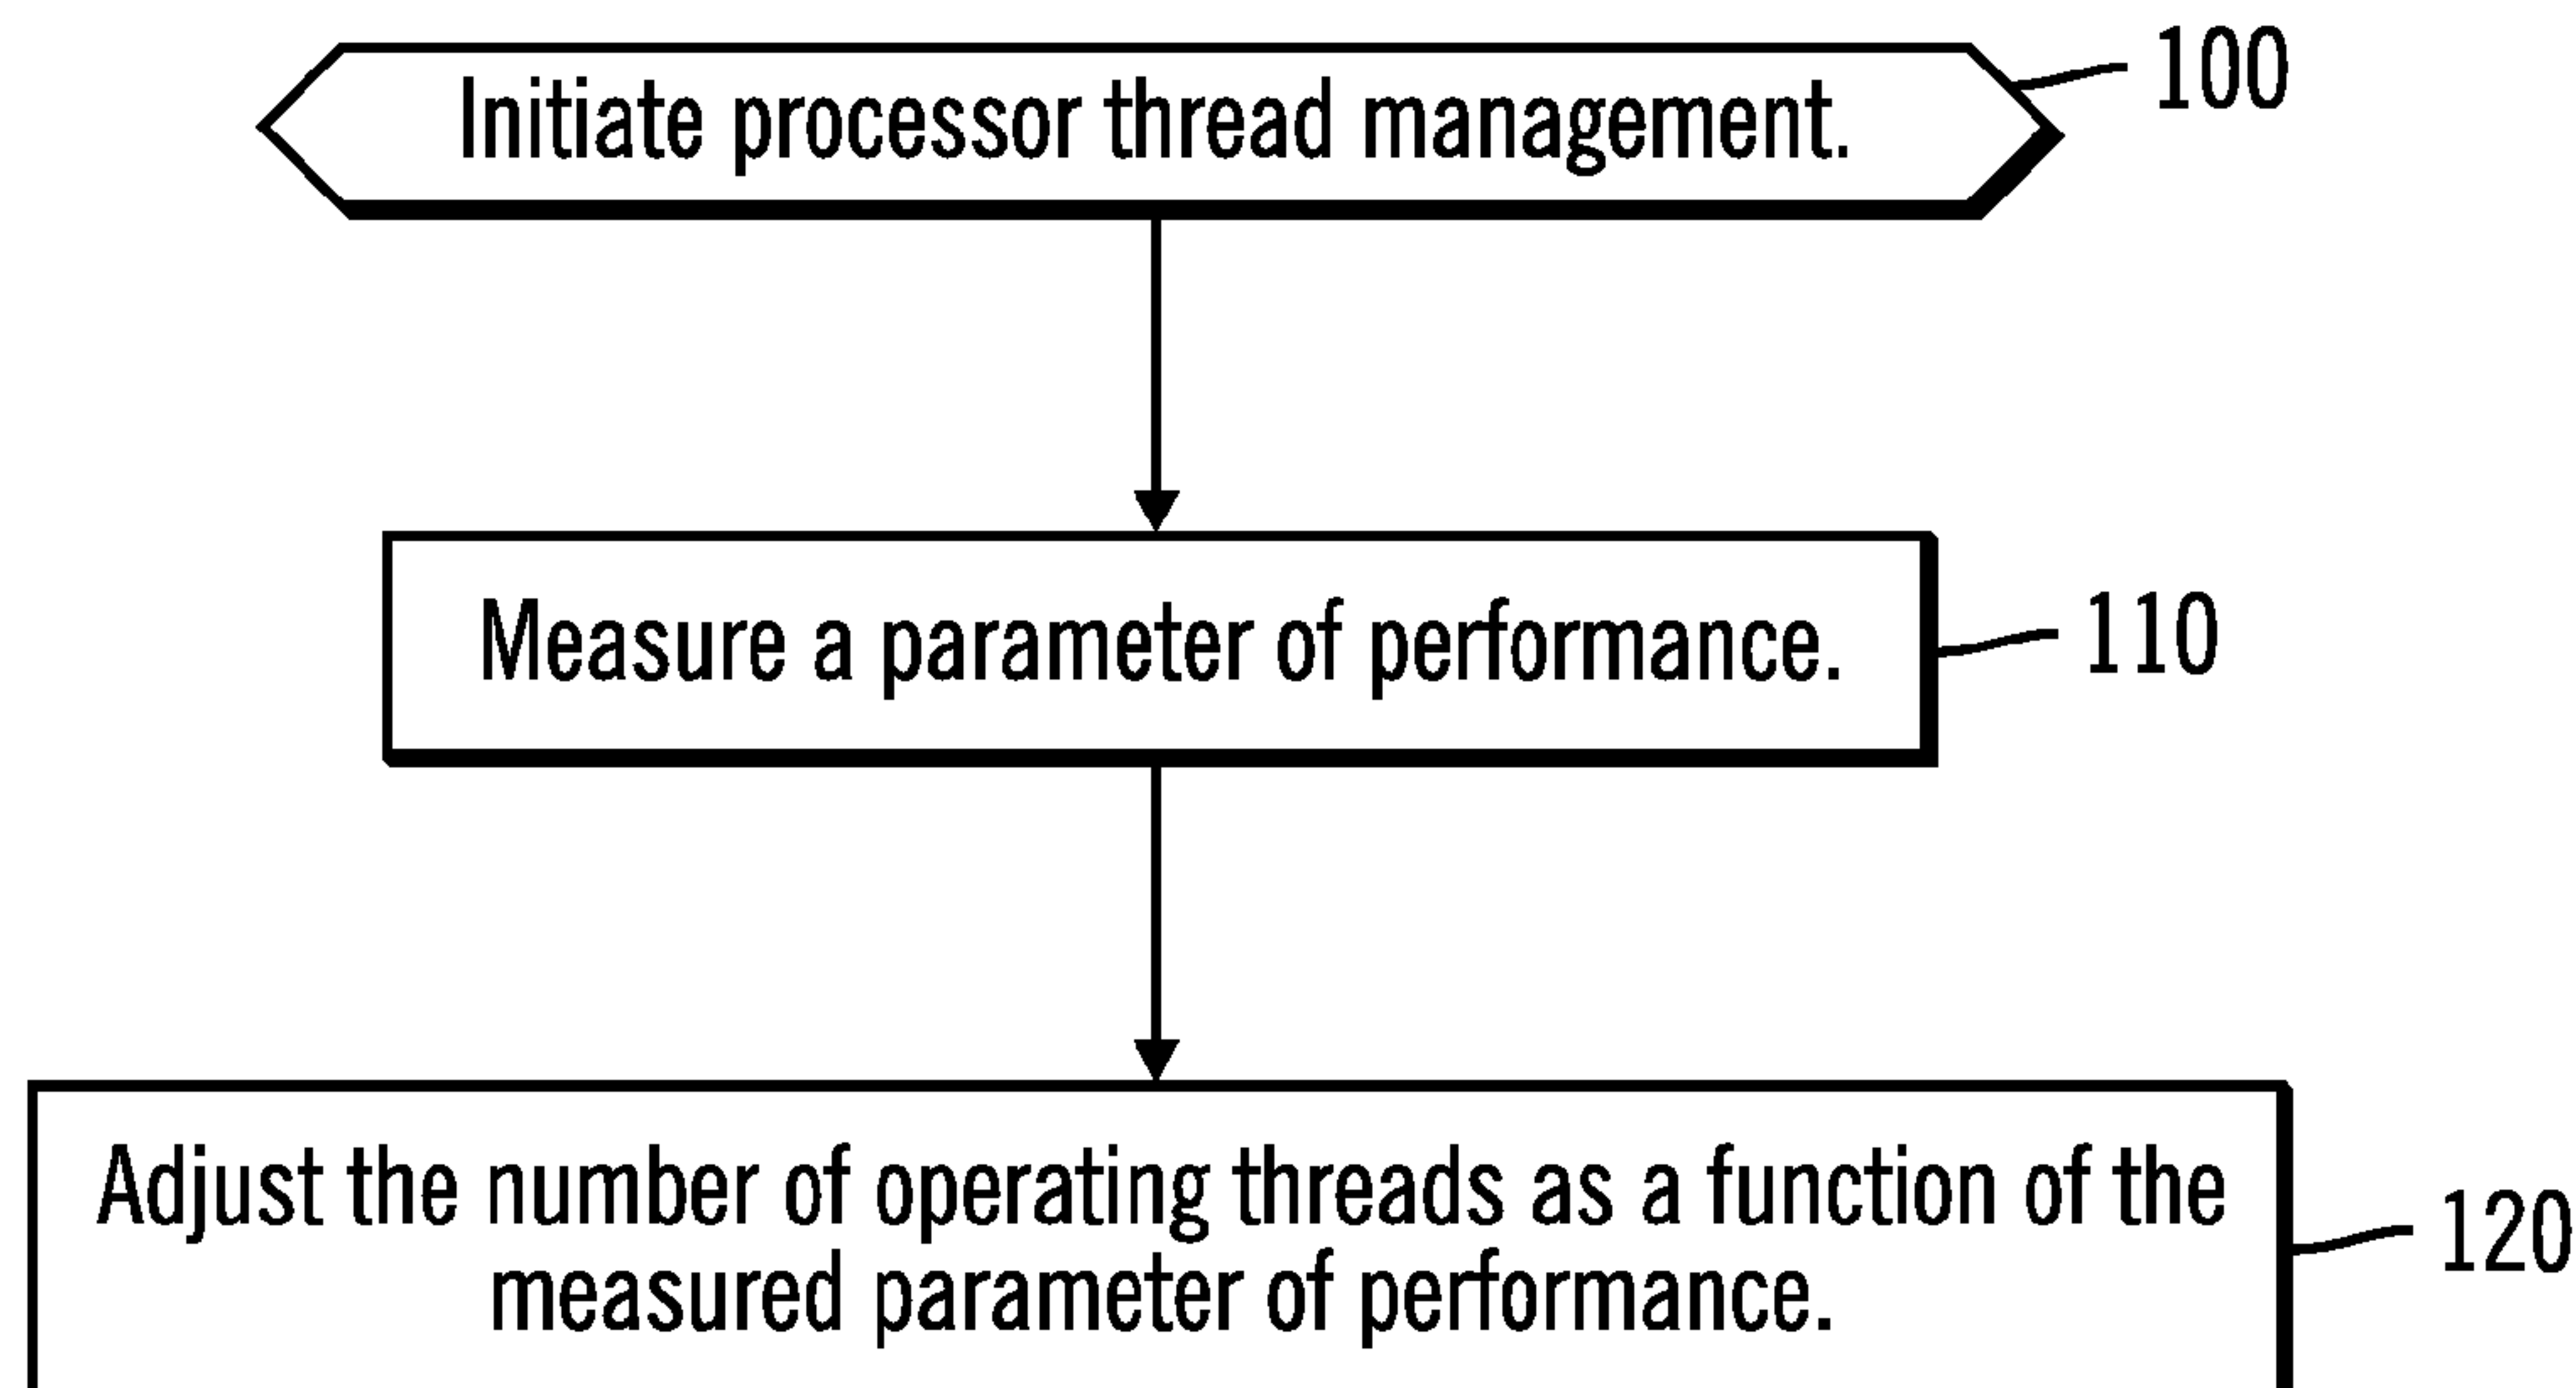 Initiate processor thread management.
100
Measure a parameter of performance.
110
Adjust the number of operating threads as a function of the
measured parameter of performance.
120